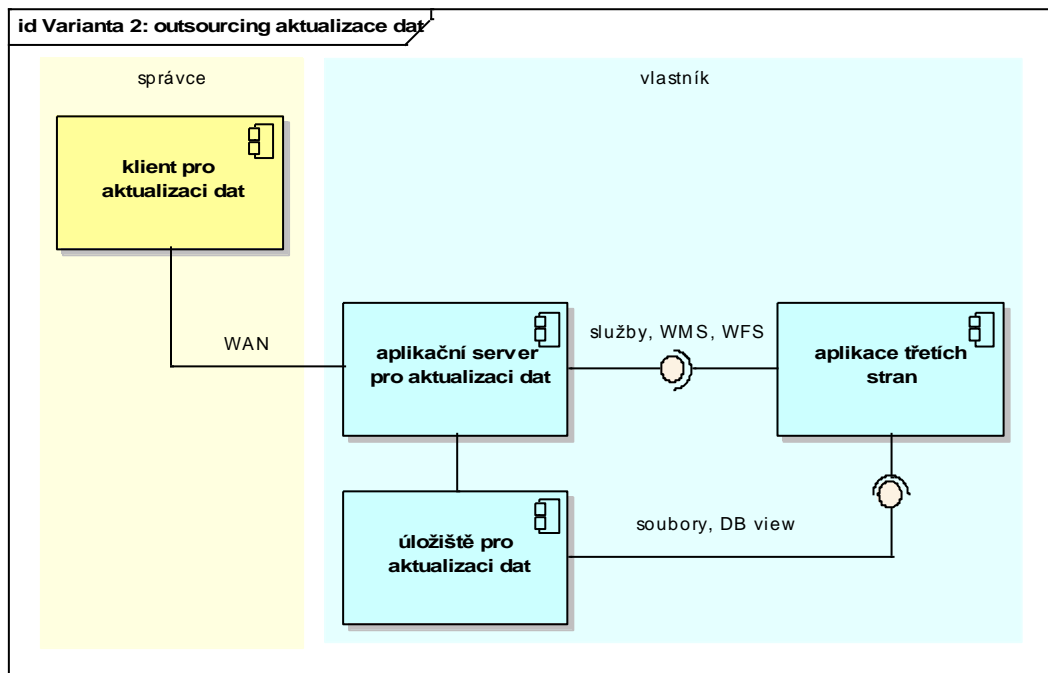 id Varianta 2: outsourcing aktualizace dat
správce
vlastník
klient pro
aktualizaci dat
WAN
aplikační server
pro aktualizaci dat
služby, WMS, WFS
aplikace třetích
stran
úložiště pro
aktualizaci dat
soubory, DB view